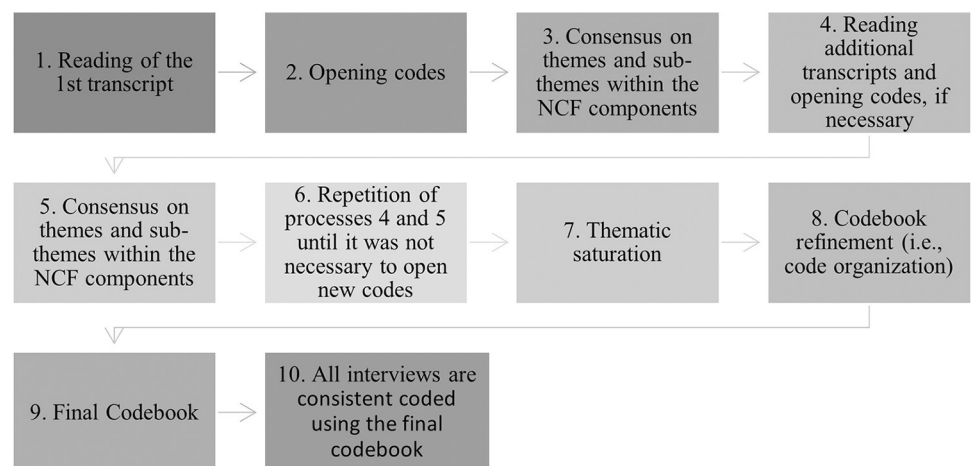 1. Reading of the
1st transcript
2. Opening codes
3. Consensus on
themes and sub-
themes within the
NCF components
4. Reading
additional
transcripts and
opening codes, if
necessary
5. Consensus on
themes and sub-
themes within the
NCF components
6. Repetition of
processes 4 and 5
until it was not
necessary to open
new codes
7. Thematic
saturation
8. Codebook
refinement (i.e.,
code organization)
9. Final Codebook
10. All interviews are
consistent coded
using the final
codebook